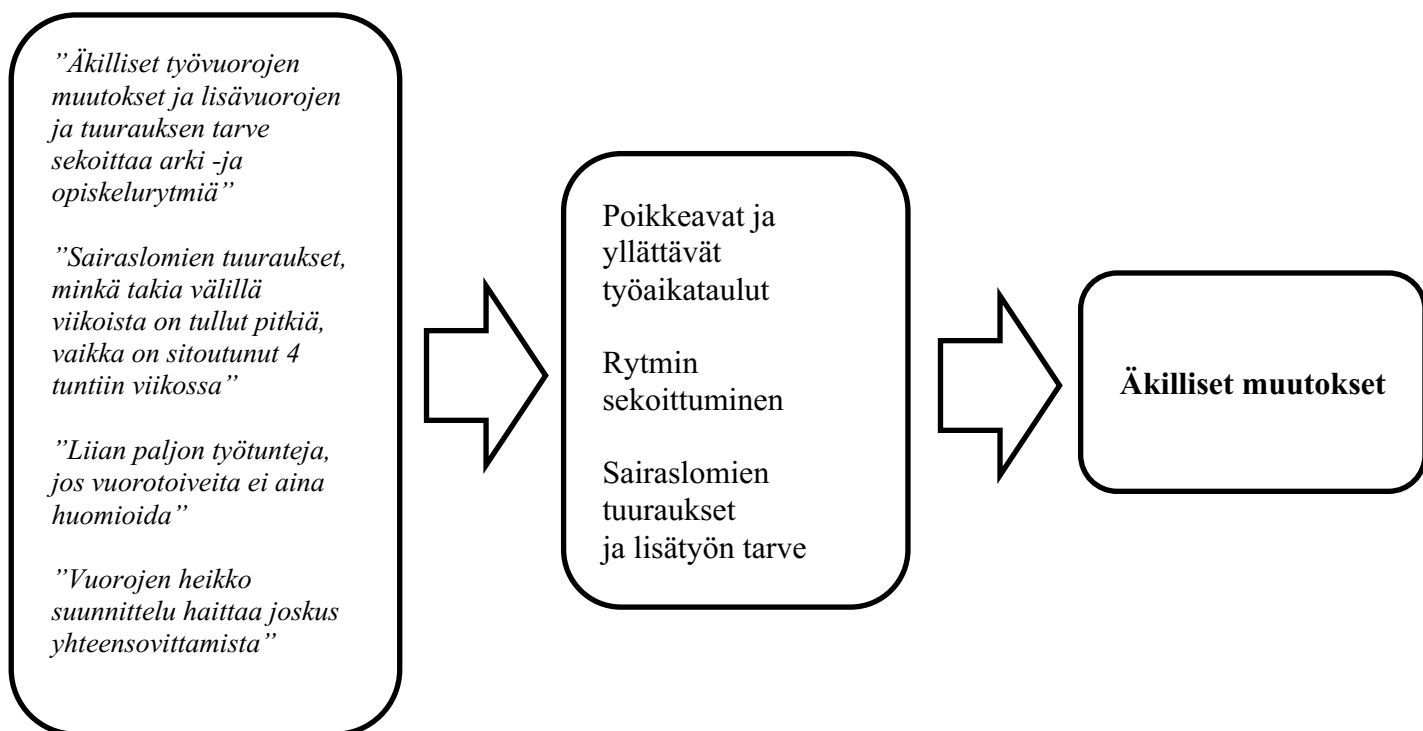 ”Äkilliset työvuorojen
muutokset ja lisävuorojen
ja tuurauksen tarve
sekoittaa arki -ja
opiskelurytmiä”
”Sairaslomien tuuraukset,
minkä takia välillä
viikoista on tullut pitkiä,
vaikka on sitoutunut 4
tuntiin viikossa”
”Liian paljon työtunteja,
jos vuorotoiveita ei aina
huomioida”
”Vuorojen heikko
suunnittelu haittaa joskus
yhteensovittamista”
Poikkeavat ja
yllättävät
työaikataulut
Rytmin
sekoittuminen
Sairaslomien
tuuraukset
ja lisätyön tarve
Äkilliset muutokset